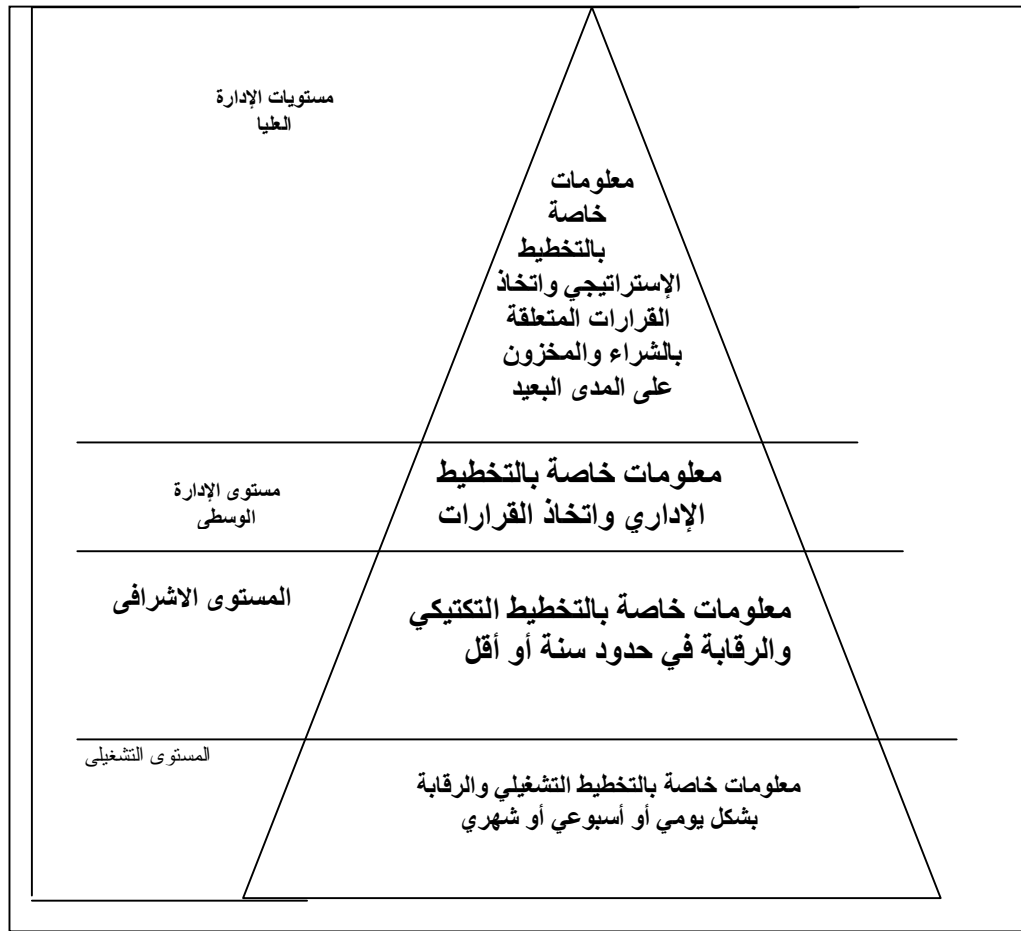 مستويات الإدارة
العليا
معلومات
خاصة
بالتخطيط
الإستراتيجي واتخاذ
القرارات المتعلقة
بالشراء والمخزون
على المدى البعيد
مستوى الإدارة
الوسطى
معلومات خاصة بالتخطيط
الإداري واتخاذ القرارات
المستوى الاشرافى
معلومات خاصة بالتخطيط التكتيكي
والرقابة في حدود سنة أو أقل
المستوى التشغيلى
معلومات خاصة بالتخطيط التشغيلي والرقابة
بشكل يومي أو أسبوعي أو شهري